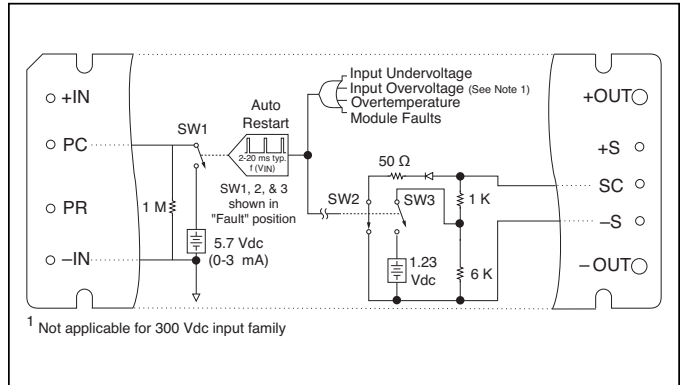 +IN
PC
PR
–IN
SW1
1 M
5.7 Vdc
(0-3 mA)
Auto
Restart
2-20 ms typ.
f (VIN)
SW1, 2, & 3
shown in
"Fault" position
Input Undervoltage
Input Overvoltage (See Note 1)
Overtemperature
Module Faults
50 Ω
SW2
SW3
1 K
1.23
Vdc
6 K
+OUT
+S
SC
–S
–OUT
1 Not applicable for 300 Vdc input family